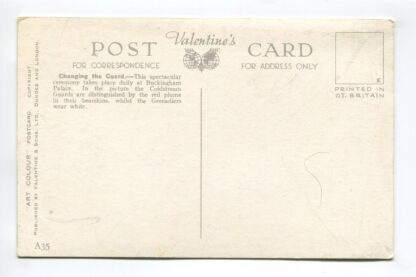 Valentine's
POST CARD
FOR CORRESPONDENCE
FOR ADDRESS ONLY
Changing the Guard.—This spectacular
ceremony takes place daily at Buckingham
Palace. In the picture the Coldstream
Guards are distinguished by the red plume
in their bearskins, whilst the Grenadiers
wear white.
PRINTED IN
GT. BRITAIN
"ART COLOUR" POSTCARD COPYRIGHT
PUBLISHED BY VALENTINE & SONS, LTD., DUNDEE AND LONDON.
A35